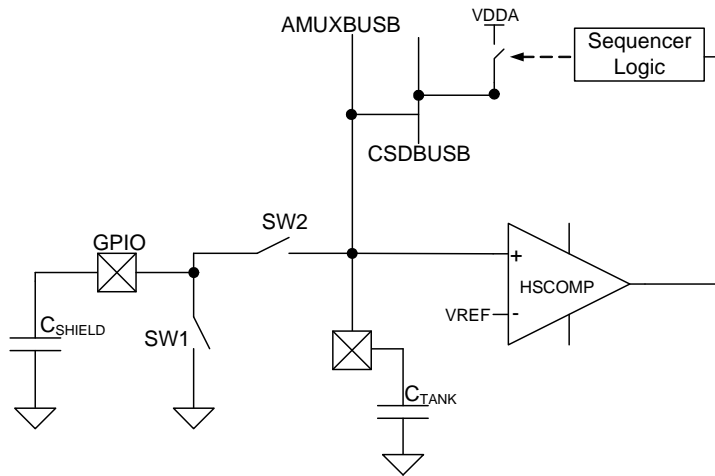 AMUXBUSB
VDDA
Sequencer
Logic
CSDBUSB
SW2
GPIO
+
HSCOMP
VREF
-
CSHIELD
SW1
CTANK